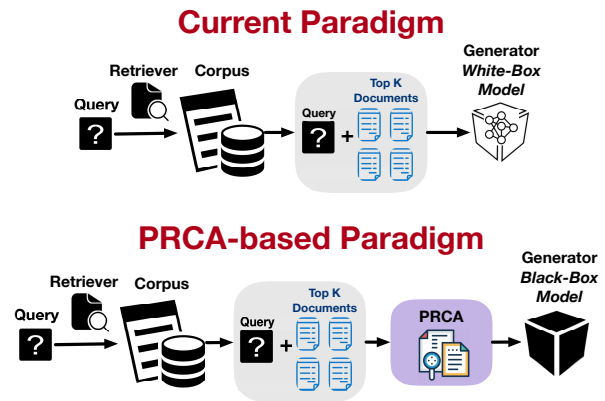 Current Paradigm
Retriever
Corpus
Query
?
Query
?
+
Top K
Documents
Generator
White-Box
Model
PRCA-based Paradigm
Retriever
Corpus
Query
?
Query
?
+
Top K
Documents
PRCA
Generator
Black-Box
Model